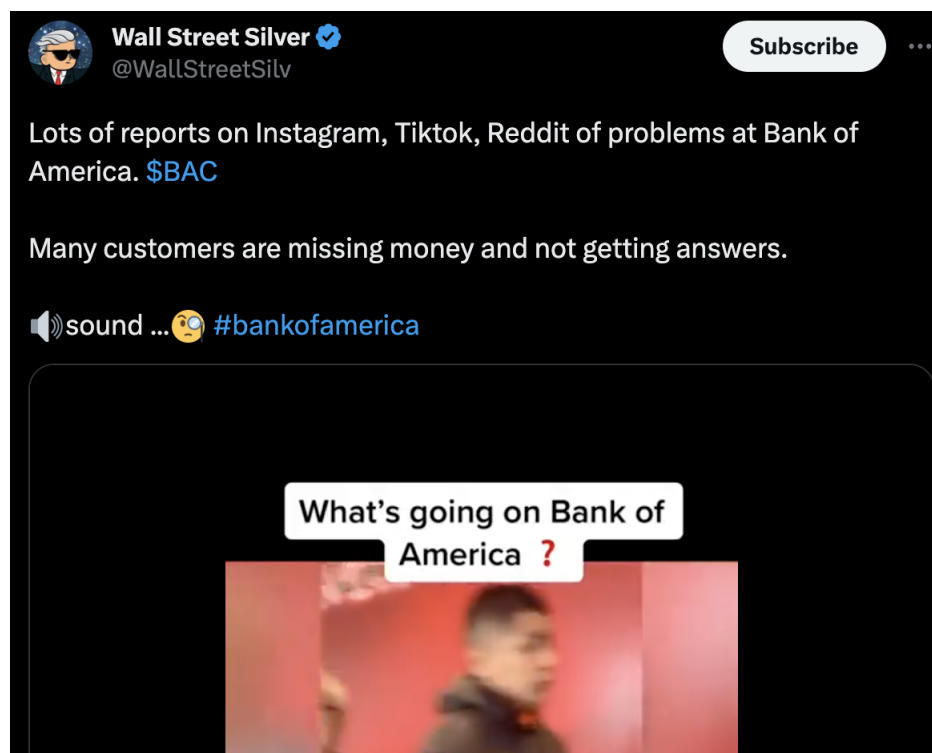 Wall Street Silver
@WallStreetSilv
Subscribe
Lots of reports on Instagram, Tiktok, Reddit of problems at Bank of
America. $BAC
Many customers are missing money and not getting answers.
🔊sound ...🧐 #bankofamerica
What's going on Bank of
America ❓